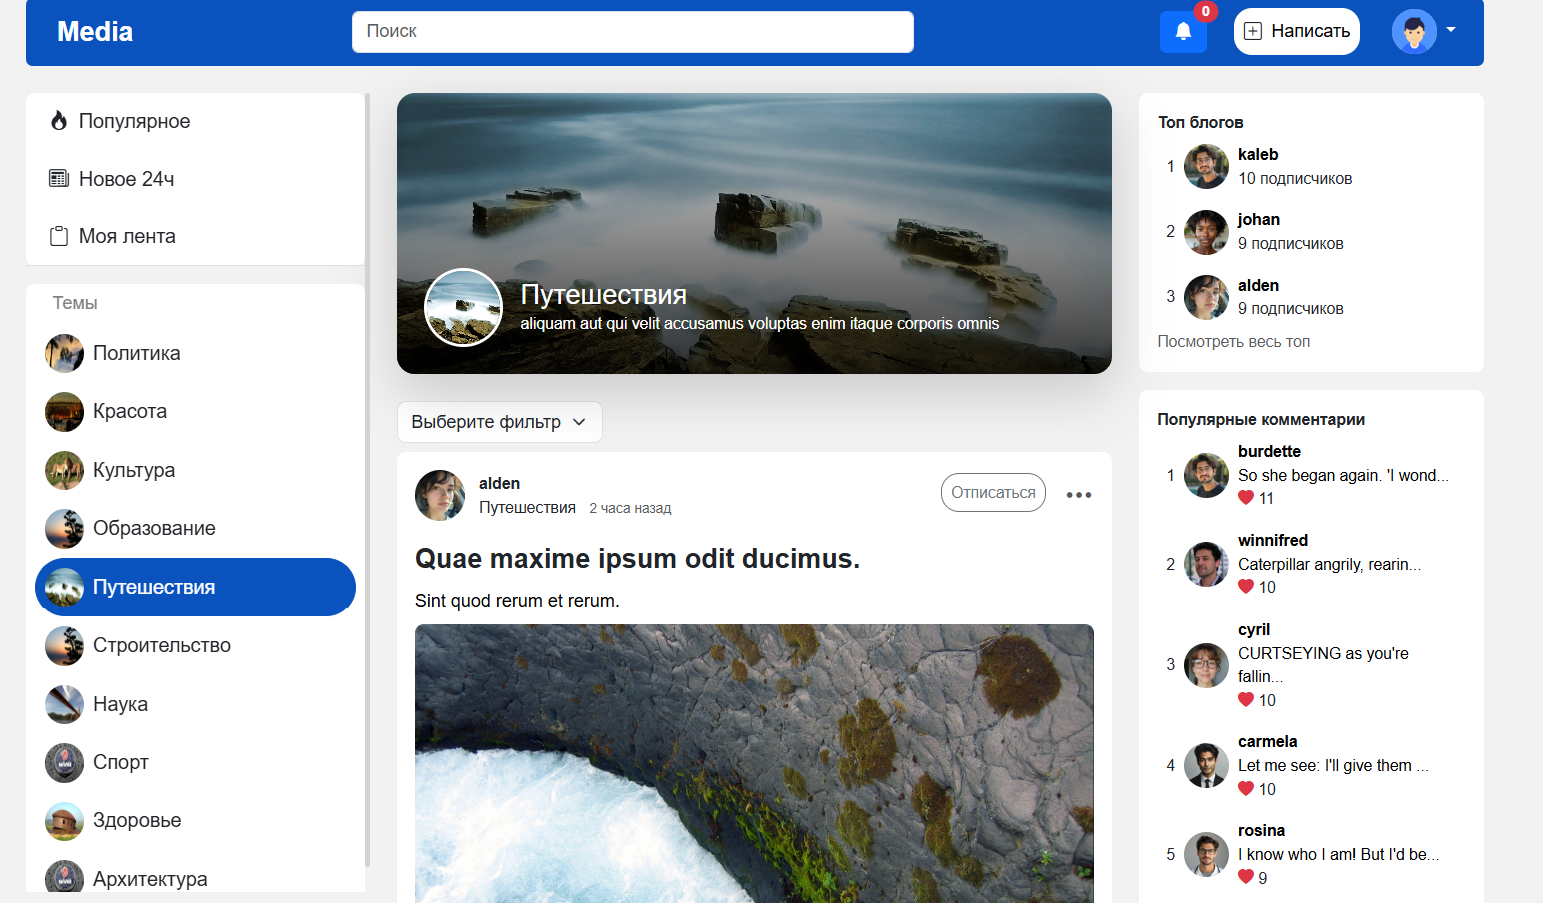 Media
Поиск
0
Написать
Популярное
Новое 24ч
Моя лента
Темы
Политика
Красота
Культура
Образование
Путешествия
Строительство
Наука
Спорт
Здоровье
Архитектура
Путешествия
aliquam aut qui velit accusamus voluptas enim itaque corporis omnis
Выберите фильтр
alden
Путешествия 2 часа назад
Отписаться
Quae maxime ipsum odit ducimus.
Sint quod rerum et rerum.
Топ блогов
1 kaleb
10 подписчиков
2 johan
9 подписчиков
3 alden
9 подписчиков
Посмотреть весь топ
Популярные комментарии
burdette
1 So she began again. 'I wond...
11
winnifred
2 Caterpillar angrily, rearin...
10
cyril
CURTSEYING as you're
3 fallin...
10
carmela
4 Let me see: I'll give them ...
10
rosina
5 I know who I am! But I'd be...
9